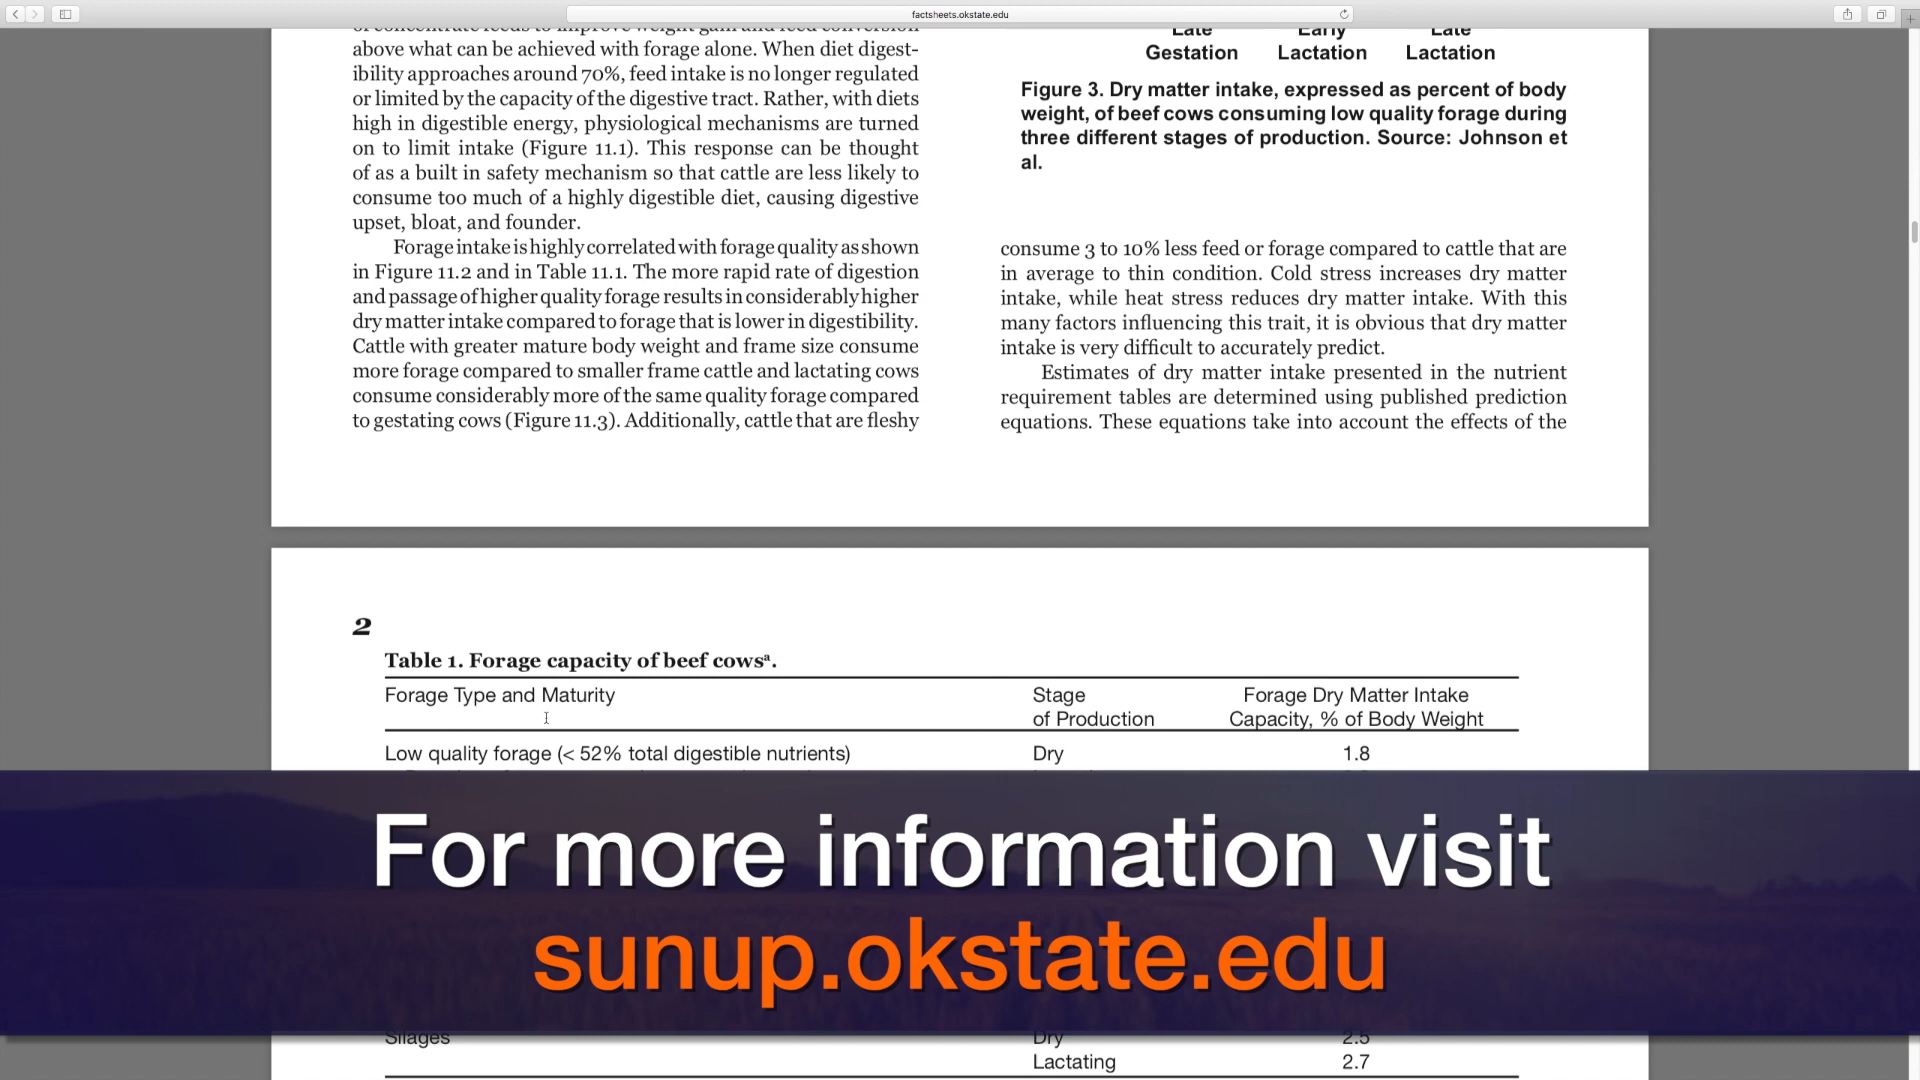 factsheets.okstate.edu
of concentrate feeds to improve weight gain and feed conversion
above what can be achieved with forage alone. When diet digest-
ibility approaches around 70%, feed intake is no longer regulated
or limited by the capacity of the digestive tract. Rather, with diets
high in digestible energy, physiological mechanisms are turned
on to limit intake (Figure 11.1). This response can be thought
of as a built in safety mechanism so that cattle are less likely to
consume too much of a highly digestible diet, causing digestive
upset, bloat, and founder.
Forage intake is highly correlated with forage quality as shown
in Figure 11.2 and in Table 11.1. The more rapid rate of digestion
and passage of higher quality forage results in considerably higher
dry matter intake compared to forage that is lower in digestibility.
Cattle with greater mature body weight and frame size consume
more forage compared to smaller frame cattle and lactating cows
consume considerably more of the same quality forage compared
to gestating cows (Figure 11.3). Additionally, cattle that are fleshy
Late Early Late
Gestation Lactation Lactation
Figure 3. Dry matter intake, expressed as percent of body
weight, of beef cows consuming low quality forage during
three different stages of production. Source: Johnson et
al.
consume 3 to 10% less feed or forage compared to cattle that are
in average to thin condition. Cold stress increases dry matter
intake, while heat stress reduces dry matter intake. With this
many factors influencing this trait, it is obvious that dry matter
intake is very difficult to accurately predict.
Estimates of dry matter intake presented in the nutrient
requirement tables are determined using published prediction
equations. These equations take into account the effects of the
2
Table 1. Forage capacity of beef cowsª.
Forage Type and Maturity Stage Forage Dry Matter Intake
of Production Capacity, % of Body Weight
Low quality forage (< 52% total digestible nutrients) Dry 1.8
For more information visit
sunup.okstate.edu
Silages Dry 2.5
Lactating 2.7